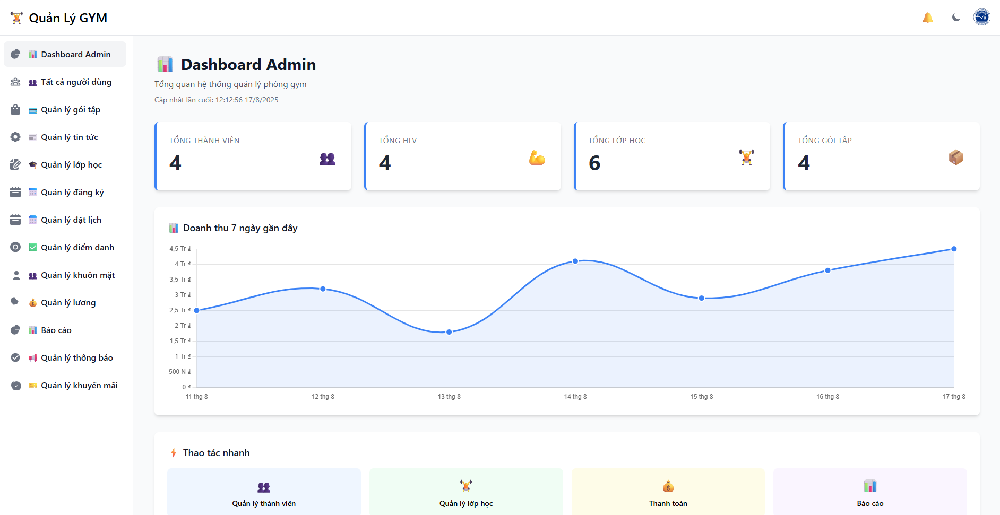 Quản Lý GYM
Dashboard Admin
Tất cả người dùng
Quản lý gói tập
Quản lý tin tức
Quản lý lớp học
Quản lý đăng ký
Quản lý đặt lịch
Quản lý điểm danh
Quản lý khuôn mặt
Quản lý lương
Báo cáo
Quản lý thông báo
Quản lý khuyến mãi
Dashboard Admin
Tổng quan hệ thống quản lý phòng gym
Cập nhật lần cuối: 12:12:56 17/8/2025
TỔNG THÀNH VIÊN
4
TỔNG HLV
4
TỔNG LỚP HỌC
6
TỔNG GÓI TẬP
4
Doanh thu 7 ngày gần đây
4,5 Tr ₫
4 Tr ₫
3,5 Tr ₫
3 Tr ₫
2,5 Tr ₫
2 Tr ₫
1,5 Tr ₫
1 Tr ₫
500 N ₫
0 ₫
11 thg 8
12 thg 8
13 thg 8
14 thg 8
15 thg 8
16 thg 8
17 thg 8
Thao tác nhanh
Quản lý thành viên
Quản lý lớp học
Thanh toán
Báo cáo